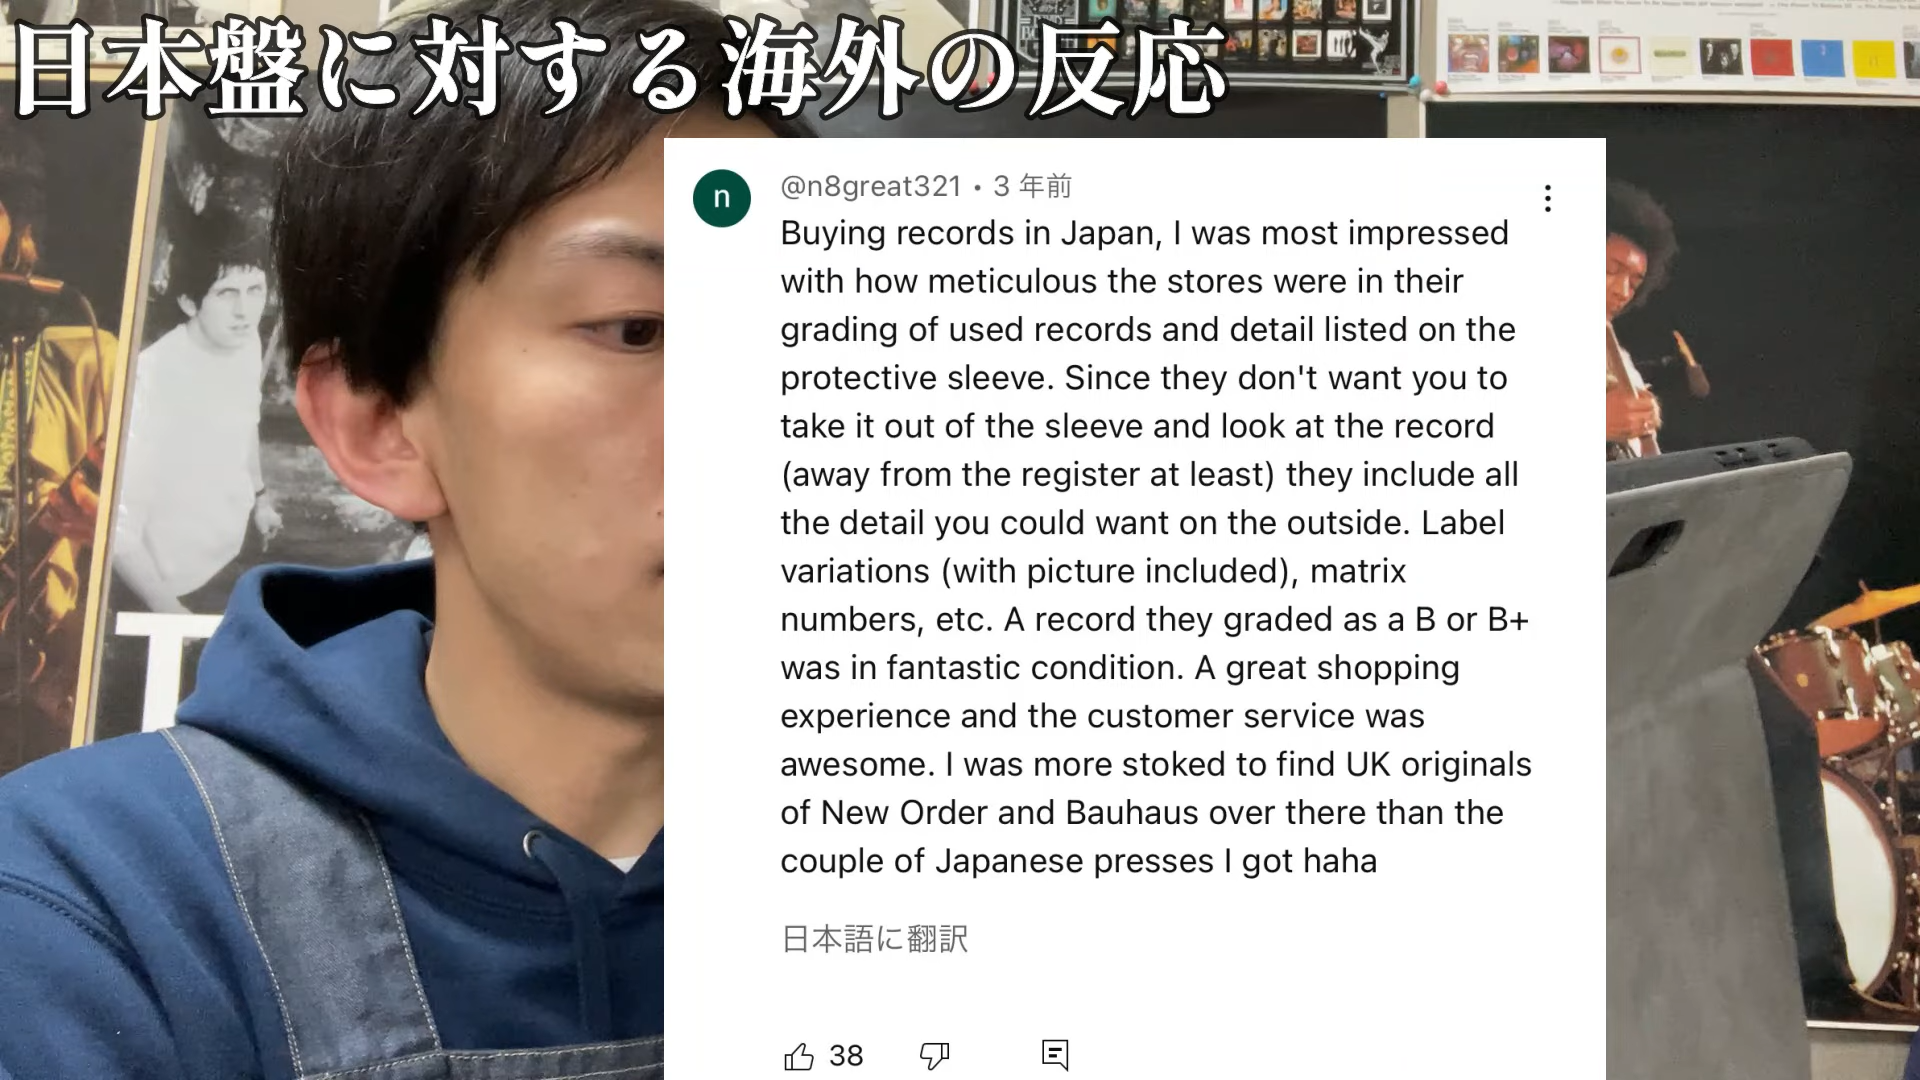 日本盤に対する海外の反応
n
@n8great321 • 3 年前
Buying records in Japan, I was most impressed
with how meticulous the stores were in their
grading of used records and detail listed on the
protective sleeve. Since they don't want you to
take it out of the sleeve and look at the record
(away from the register at least) they include all
the detail you could want on the outside. Label
variations (with picture included), matrix
numbers, etc. A record they graded as a B or B+
was in fantastic condition. A great shopping
experience and the customer service was
awesome. I was more stoked to find UK originals
of New Order and Bauhaus over there than the
couple of Japanese presses I got haha
日本語に翻訳
38